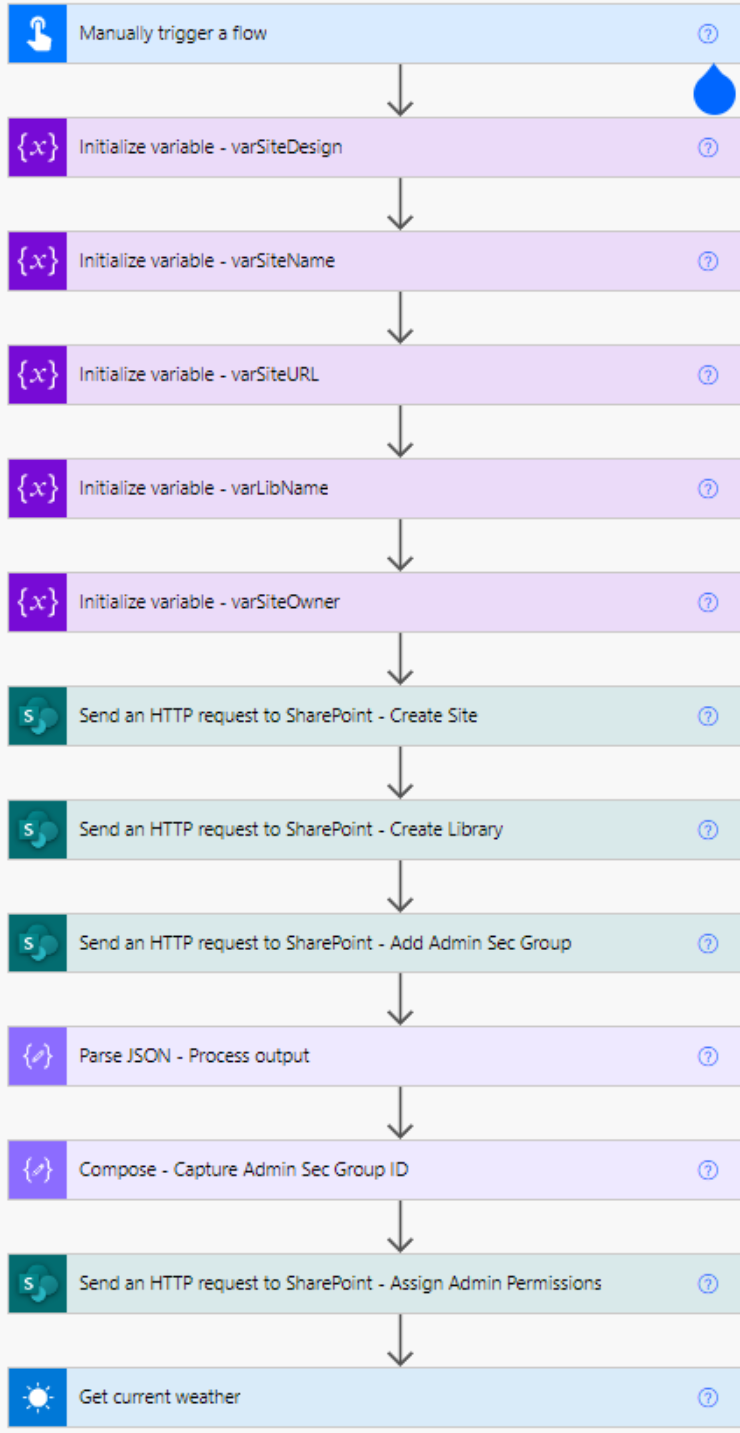 Manually trigger a flow
{x} Initialize variable - varSiteDesign
{x} Initialize variable - varSiteName
{x} Initialize variable - varSiteURL
{x} Initialize variable - varLibName
{x} Initialize variable - varSiteOwner
S Send an HTTP request to SharePoint - Create Site
S Send an HTTP request to SharePoint - Create Library
S Send an HTTP request to SharePoint - Add Admin Sec Group
Parse JSON - Process output
Compose - Capture Admin Sec Group ID
S Send an HTTP request to SharePoint - Assign Admin Permissions
Get current weather